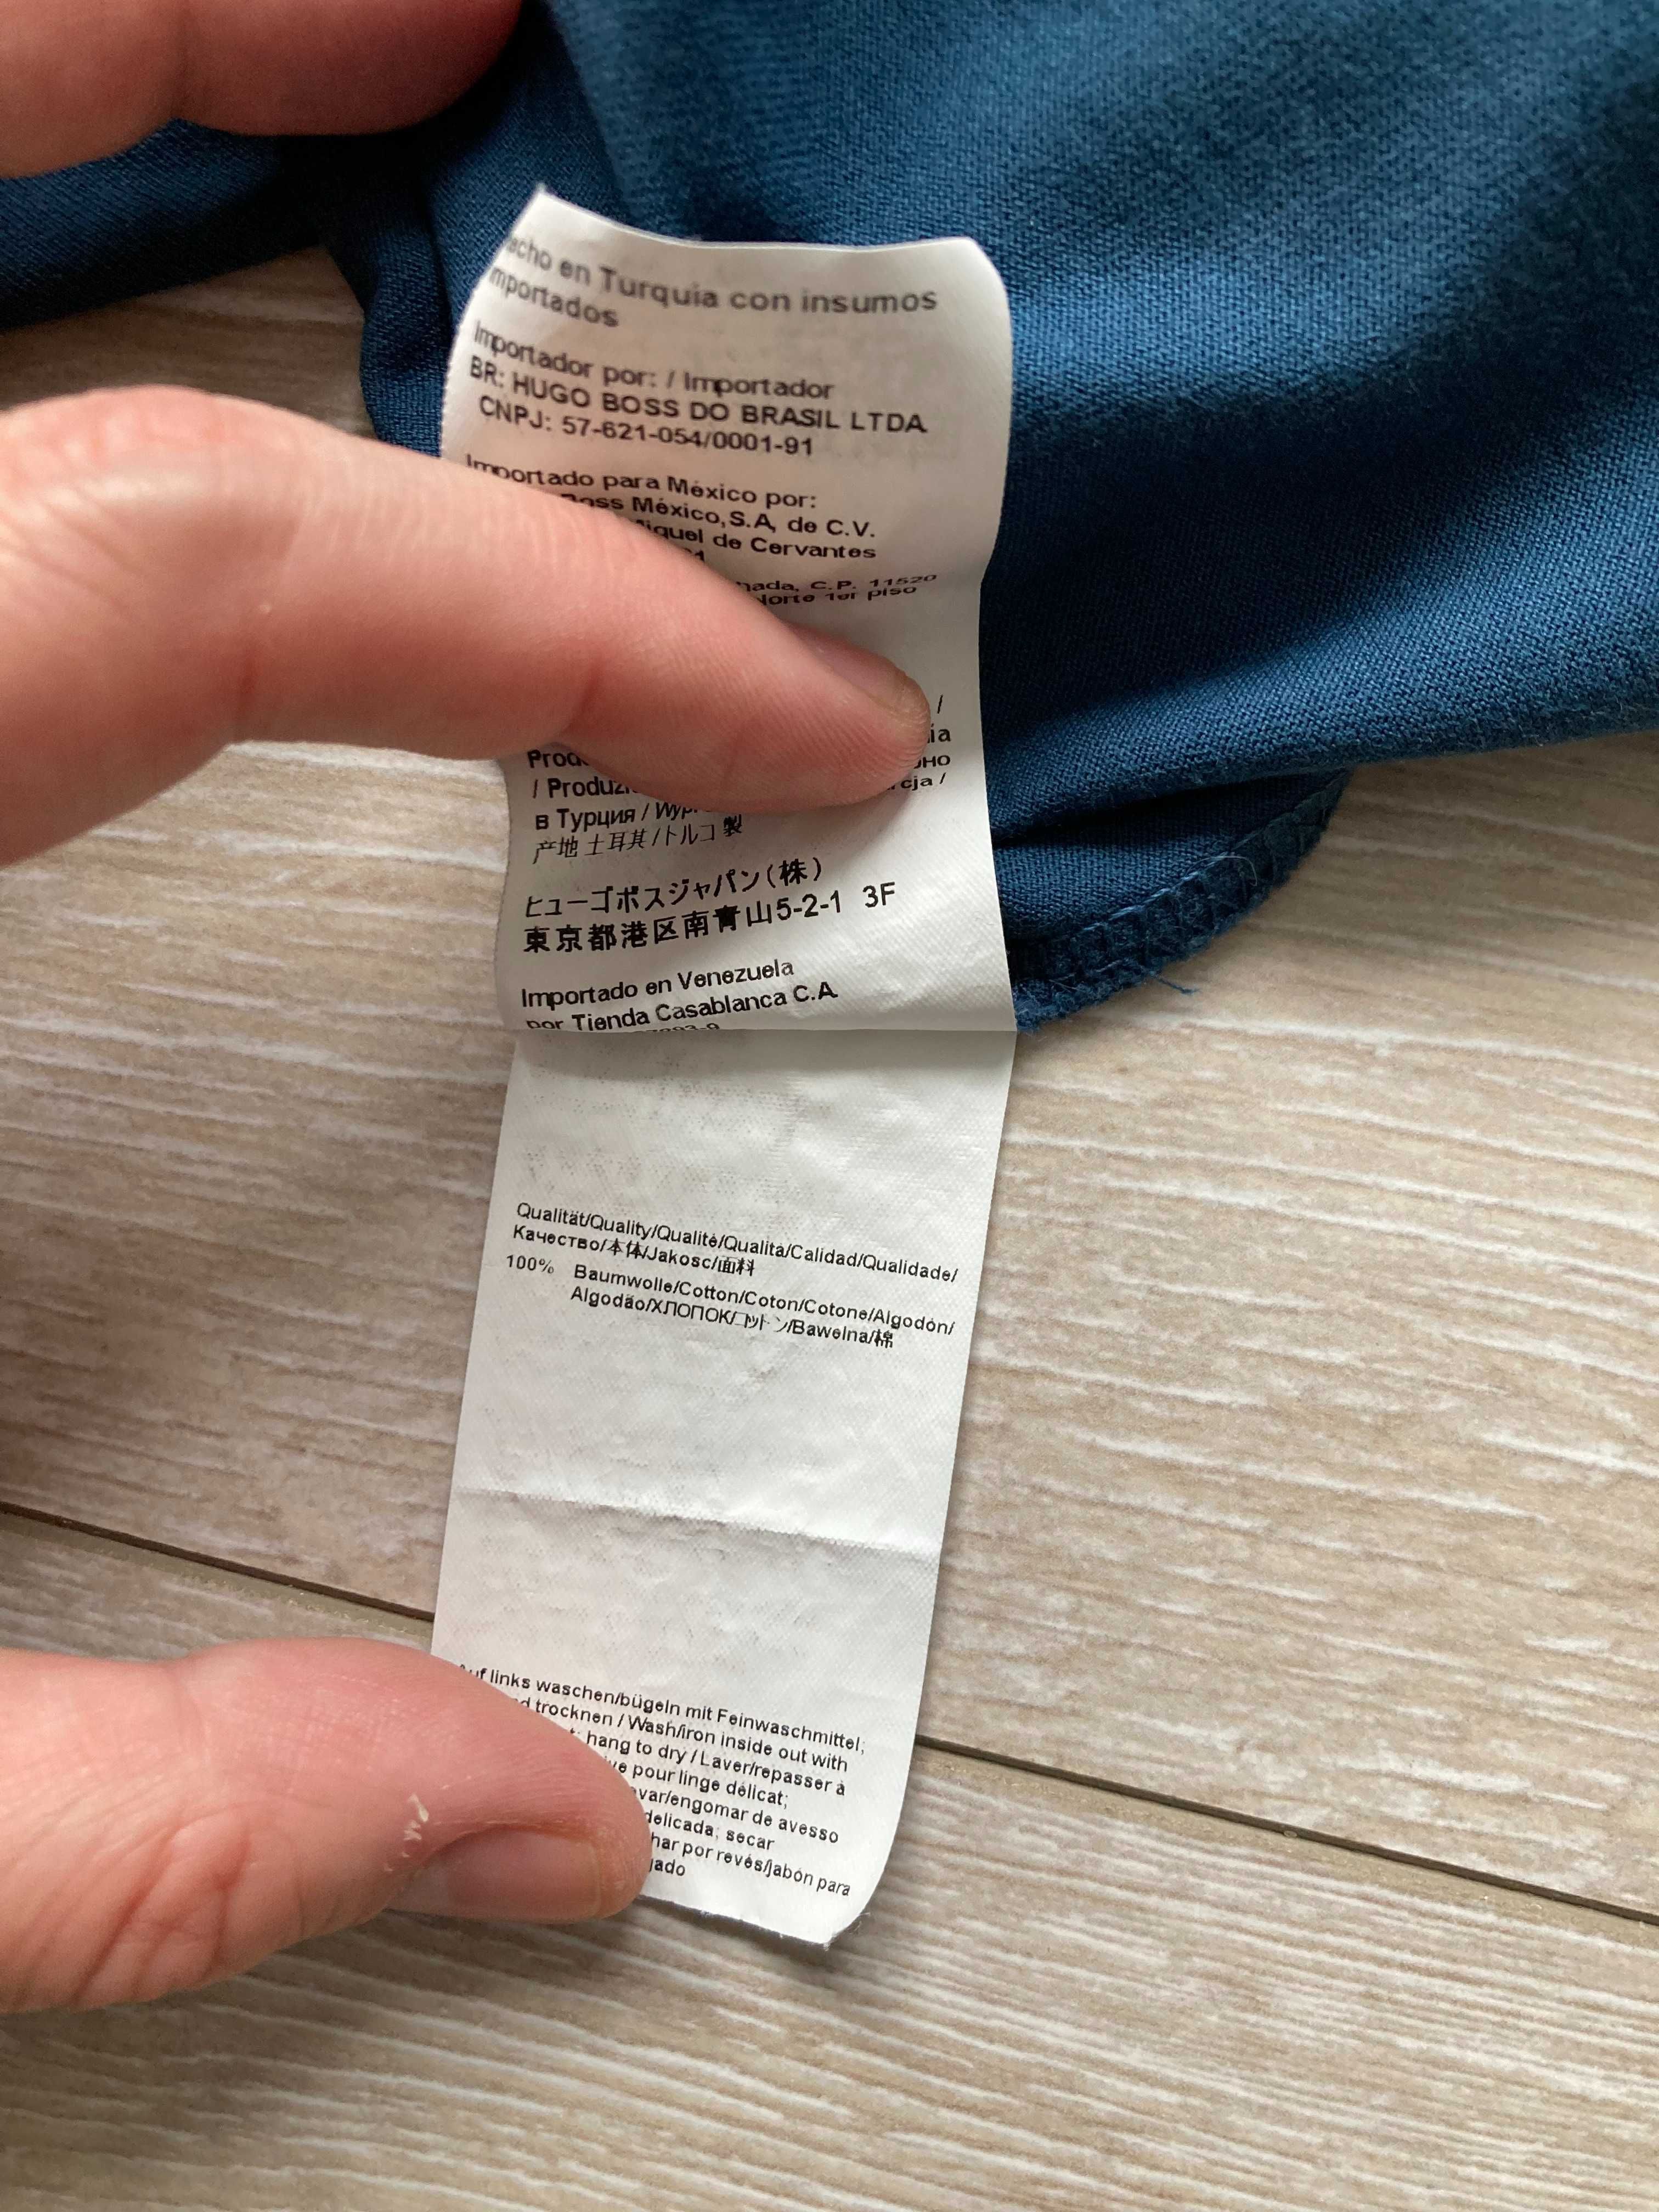 en Turquia con insumos
importados
Importador por: / Importador
BR: HUGO BOSS DO BRASIL LTDA
CNPJ: 57-621-054/0001-91
Importado para México por:
Boss México, S.A. de C.V.
de Cervantes
C.P. 11520
Norte 1er piso
/
/
в Турция /
产地 土耳其/トルコ 製
ヒューゴボスジャパン(株)
東京都港区南青山5-2-1 3F
Importado en Venezuela
por Tienda Casablanca C.A.
Qualität/Quality/Qualité/Qualità/Calidad/Qualidade/
Качество/本体/Jakosc/面料
100% Baumwolle/Cotton/Coton/Cotone/Algodón/
Algodão/ХЛОПОК/コットン/Bawelna/棉
Auf links waschen/bügeln mit Feinwaschmittel;
trocknen / Wash/iron inside out with
hang to dry / Laver/repasser à
pour linge délicat;
engomar de avesso
delicada; secar
por revés/jabón para